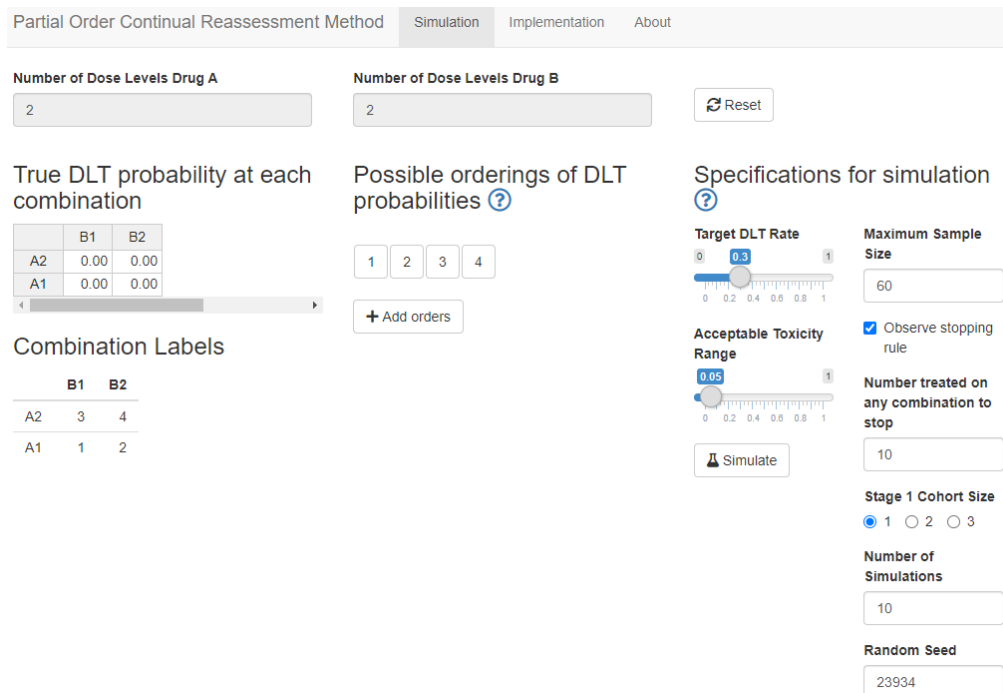 Partial Order Continual Reassessment Method Simulation Implementation About
Number of Dose Levels Drug A
2
Number of Dose Levels Drug B
2
Reset
True DLT probability at each
combination
B1 B2
A2 0.00 0.00
A1 0.00 0.00
Combination Labels
B1 B2
A2 3 4
A1 1 2
Possible orderings of DLT
probabilities ?
1 2 3 4
+ Add orders
Specifications for simulation
?
Target DLT Rate
0 0.3 1
0 0.2 0.4 0.6 0.8 1
Acceptable Toxicity
Range
0.05 1
0 0.2 0.4 0.6 0.8 1
Simulate
Maximum Sample
Size
60
Observe stopping
rule
Number treated on
any combination to
stop
10
Stage 1 Cohort Size
1 2 3
Number of
Simulations
10
Random Seed
23934